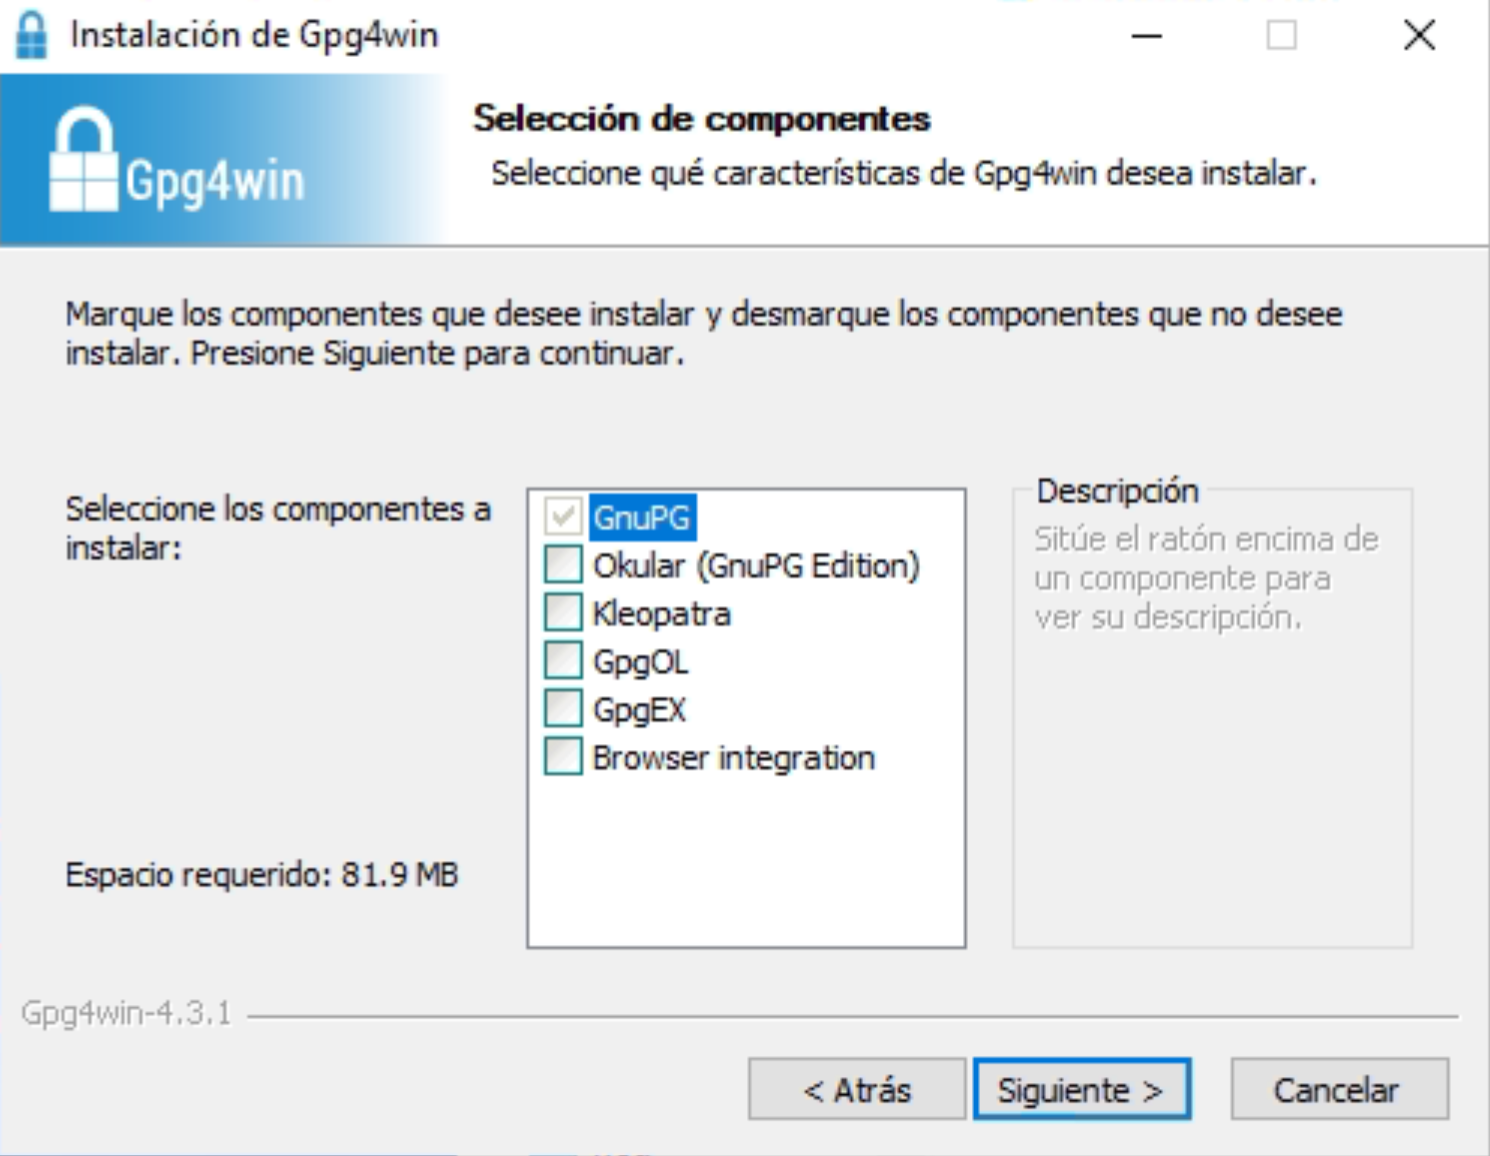 Instalación de Gpg4win
Gpg4win
Selección de componentes
Seleccione qué características de Gpg4win desea instalar.
Marque los componentes que desee instalar y desmarque los componentes que no desee
instalar. Presione Siguiente para continuar.
Seleccione los componentes a
instalar:
GnuPG
Okular (GnuPG Edition)
Kleopatra
GpgOL
GpgEX
Browser integration
Descripción
Sitúe el ratón encima de
un componente para
ver su descripción.
Espacio requerido: 81.9 MB
Gpg4win-4.3.1
< Atrás
Siguiente >
Cancelar